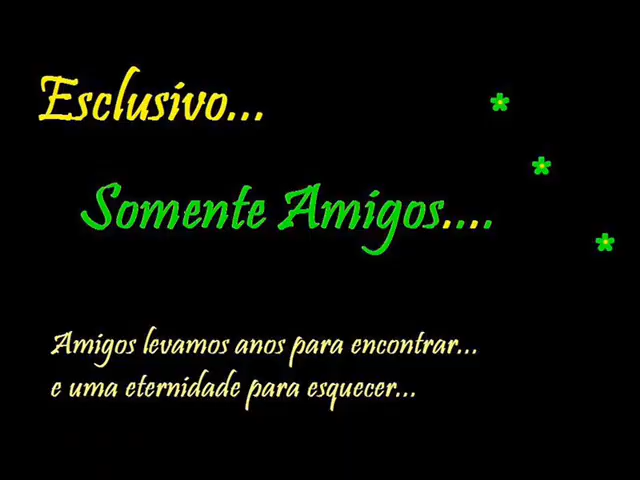 Esclusivo...
Somente Amigos....
Amigos levamos anos para encontrar...
e uma eternidade para esquecer...